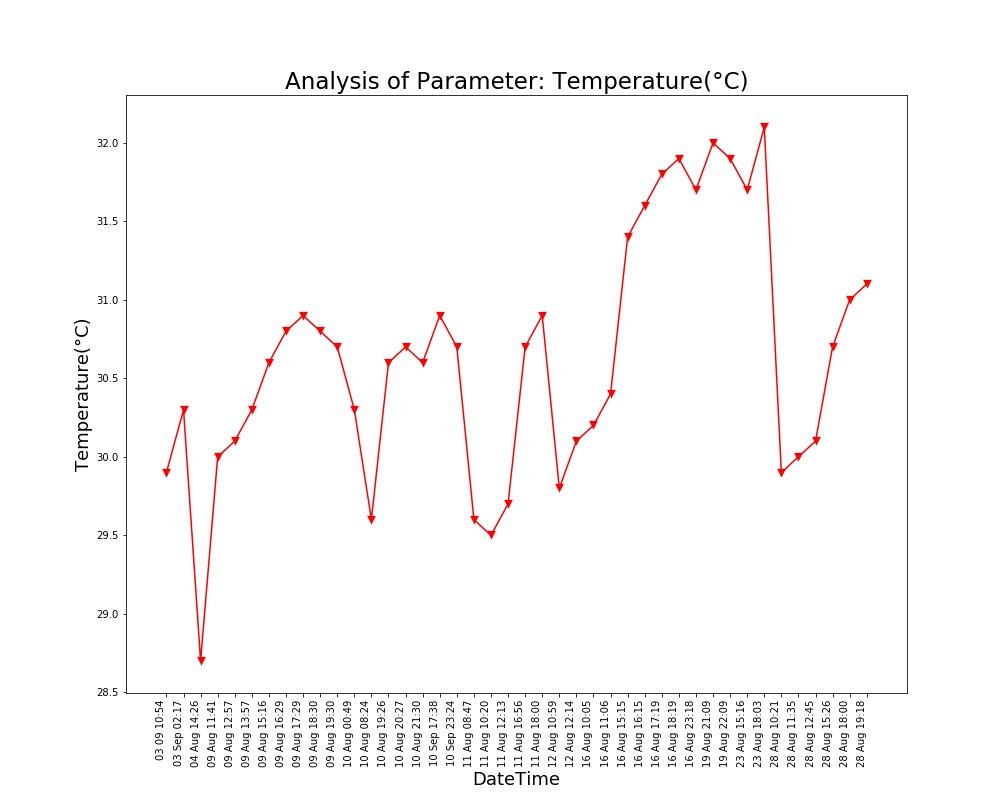 Analysis of Parameter: Temperature(°C)
Temperature(°C)
32.0
31.5
31.0
30.5
30.0
29.5
29.0
28.5
03 09 10:54
03 Sep 02:17
04 Aug 14:26
09 Aug 11:41
09 Aug 12:57
09 Aug 13:57
09 Aug 15:16
09 Aug 16:29
09 Aug 17:29
09 Aug 18:30
09 Aug 19:30
10 Aug 00:49
10 Aug 08:24
10 Aug 19:26
10 Aug 20:27
10 Aug 21:30
10 Sep 17:38
10 Sep 23:24
11 Aug 08:47
11 Aug 10:20
11 Aug 12:13
11 Aug 16:56
11 Aug 18:00
12 Aug 10:59
12 Aug 12:14
16 Aug 10:05
16 Aug 11:06
16 Aug 15:15
16 Aug 16:15
16 Aug 17:19
16 Aug 18:19
16 Aug 23:18
19 Aug 21:09
19 Aug 22:09
23 Aug 15:16
23 Aug 18:03
28 Aug 10:21
28 Aug 11:35
28 Aug 12:45
28 Aug 15:26
28 Aug 18:00
28 Aug 19:18
DateTime